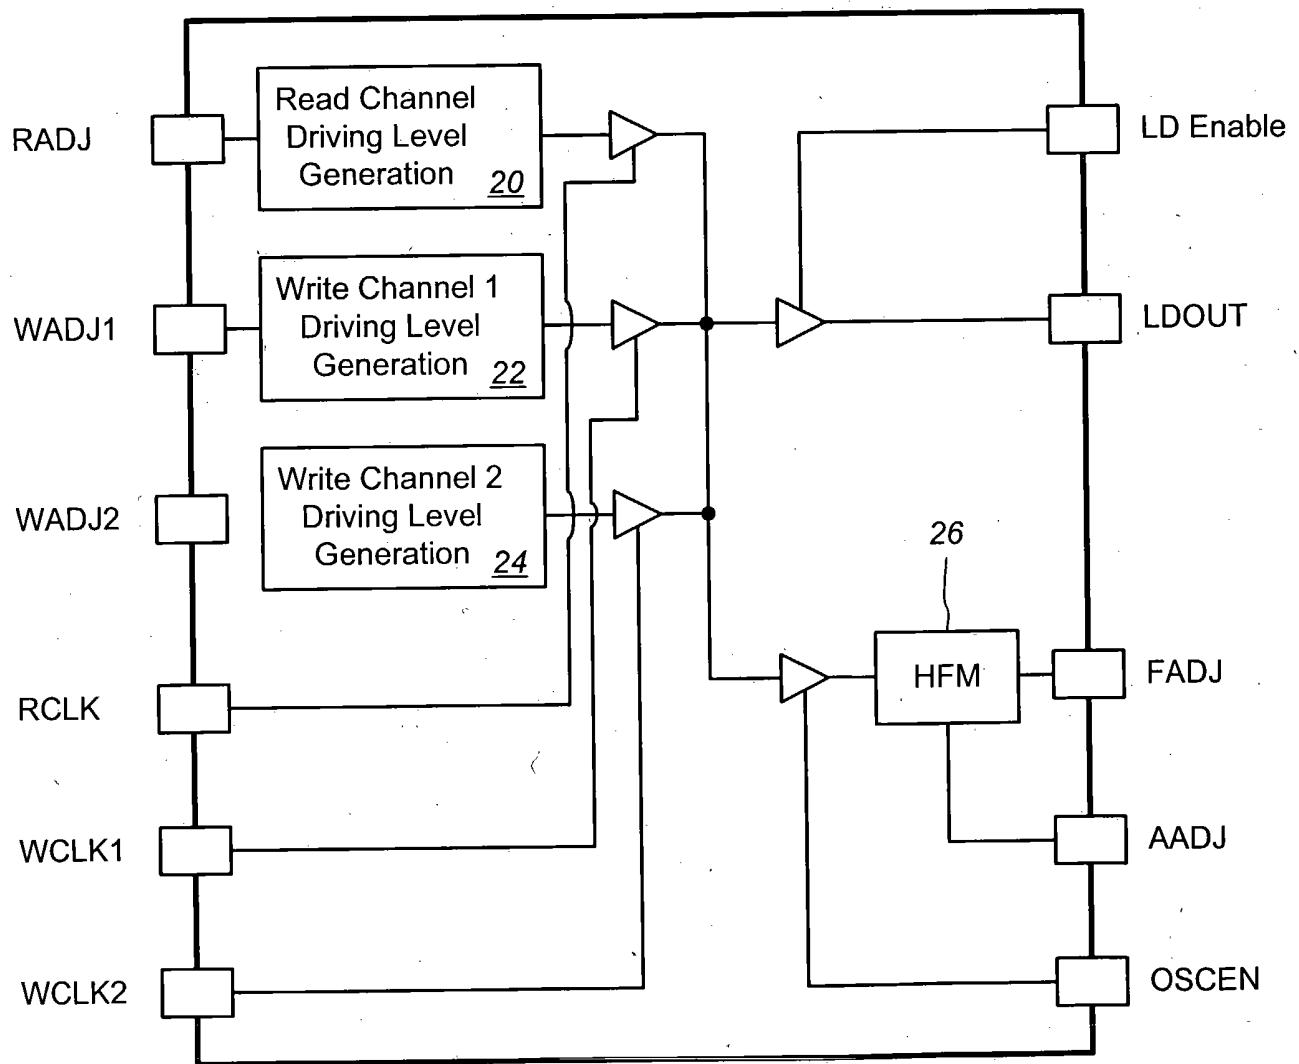 RADJ
Read Channel
Driving Level
Generation 20
LD Enable
WADJ1
Write Channel 1
Driving Level
Generation 22
LDOUT
WADJ2
Write Channel 2
Driving Level
Generation 24
26
HFM
FADJ
RCLK
WCLK1
AADJ
WCLK2
OSCEN